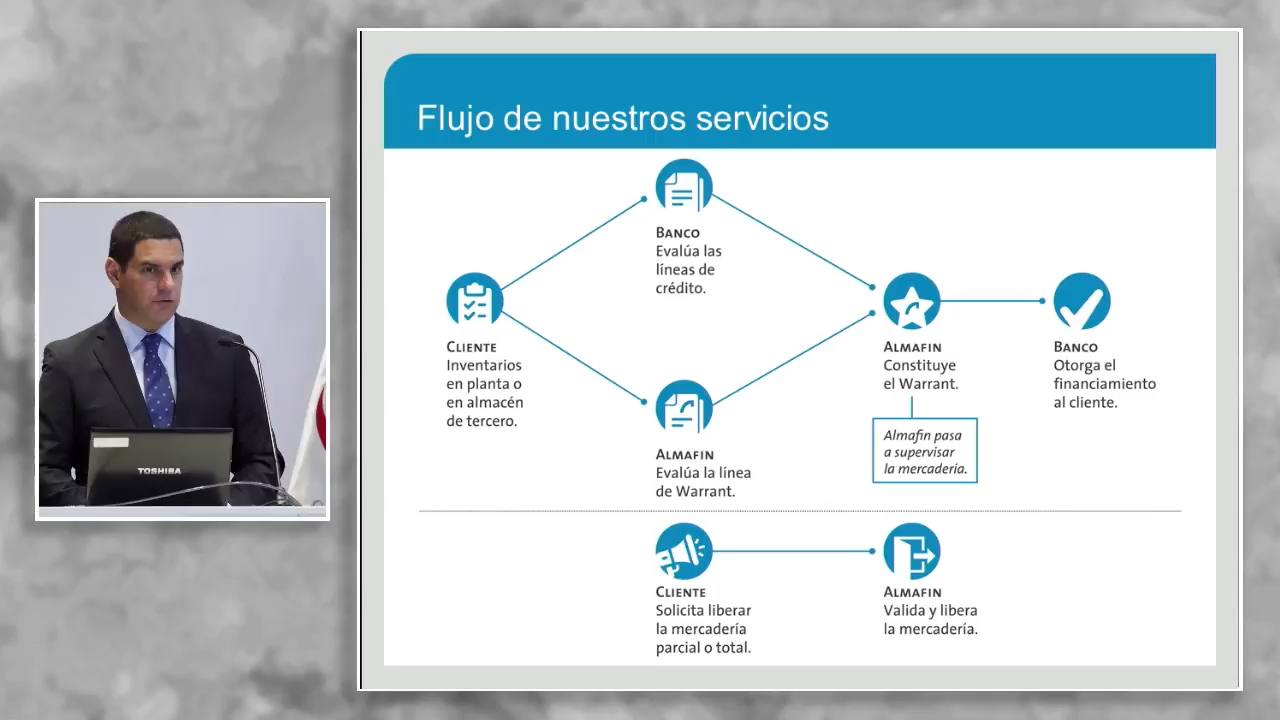 Flujo de nuestros servicios
BANCO
Evalúa las
líneas de
crédito.
CLIENTE
Inventarios
en planta o
en almacén
de tercero.
ALMAFIN
Evalúa la línea
de Warrant.
ALMAFIN
Constituye
el Warrant.
Almafin pasa
a supervisar
la mercadería.
BANCO
Otorga el
financiamiento
al cliente.
CLIENTE
Solicita liberar
la mercadería
parcial o total.
ALMAFIN
Valida y libera
la mercadería.
TOSHIBA